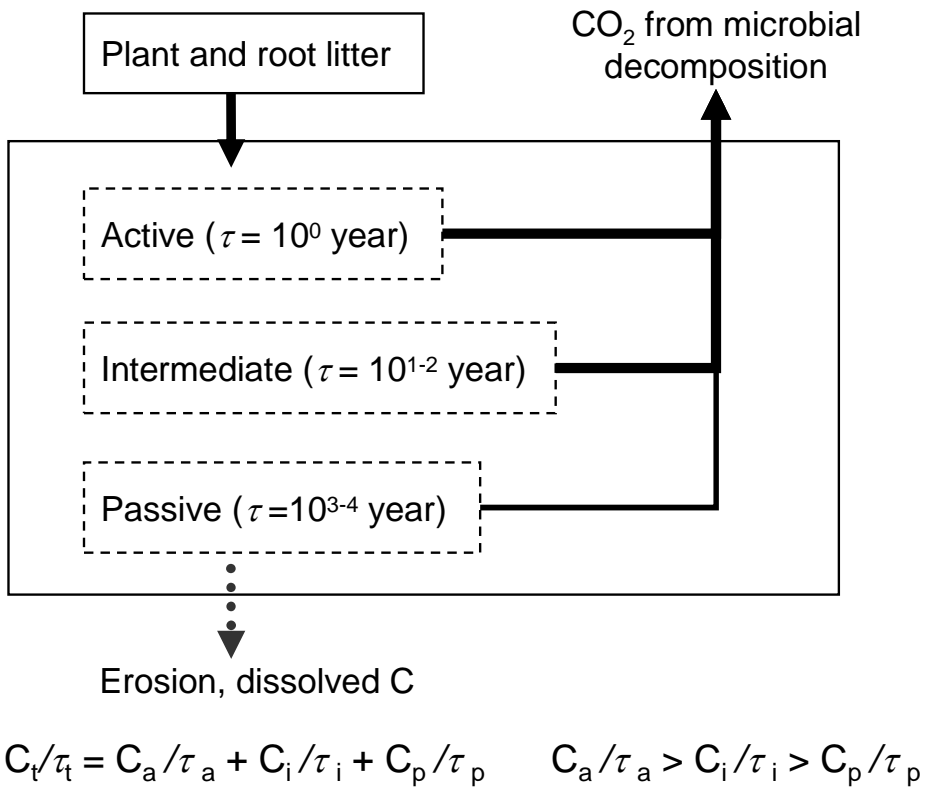 Plant and root litter
CO₂ from microbial
decomposition
Active (τ = 10⁰ year)
Intermediate (τ = 10¹⁻² year)
Passive (τ =10³⁻⁴ year)
Erosion, dissolved C
Cₜ/τₜ = Cₐ/τₐ + Cᵢ/τᵢ + Cₚ/τₚ Cₐ/τₐ > Cᵢ/τᵢ > Cₚ/τₚ